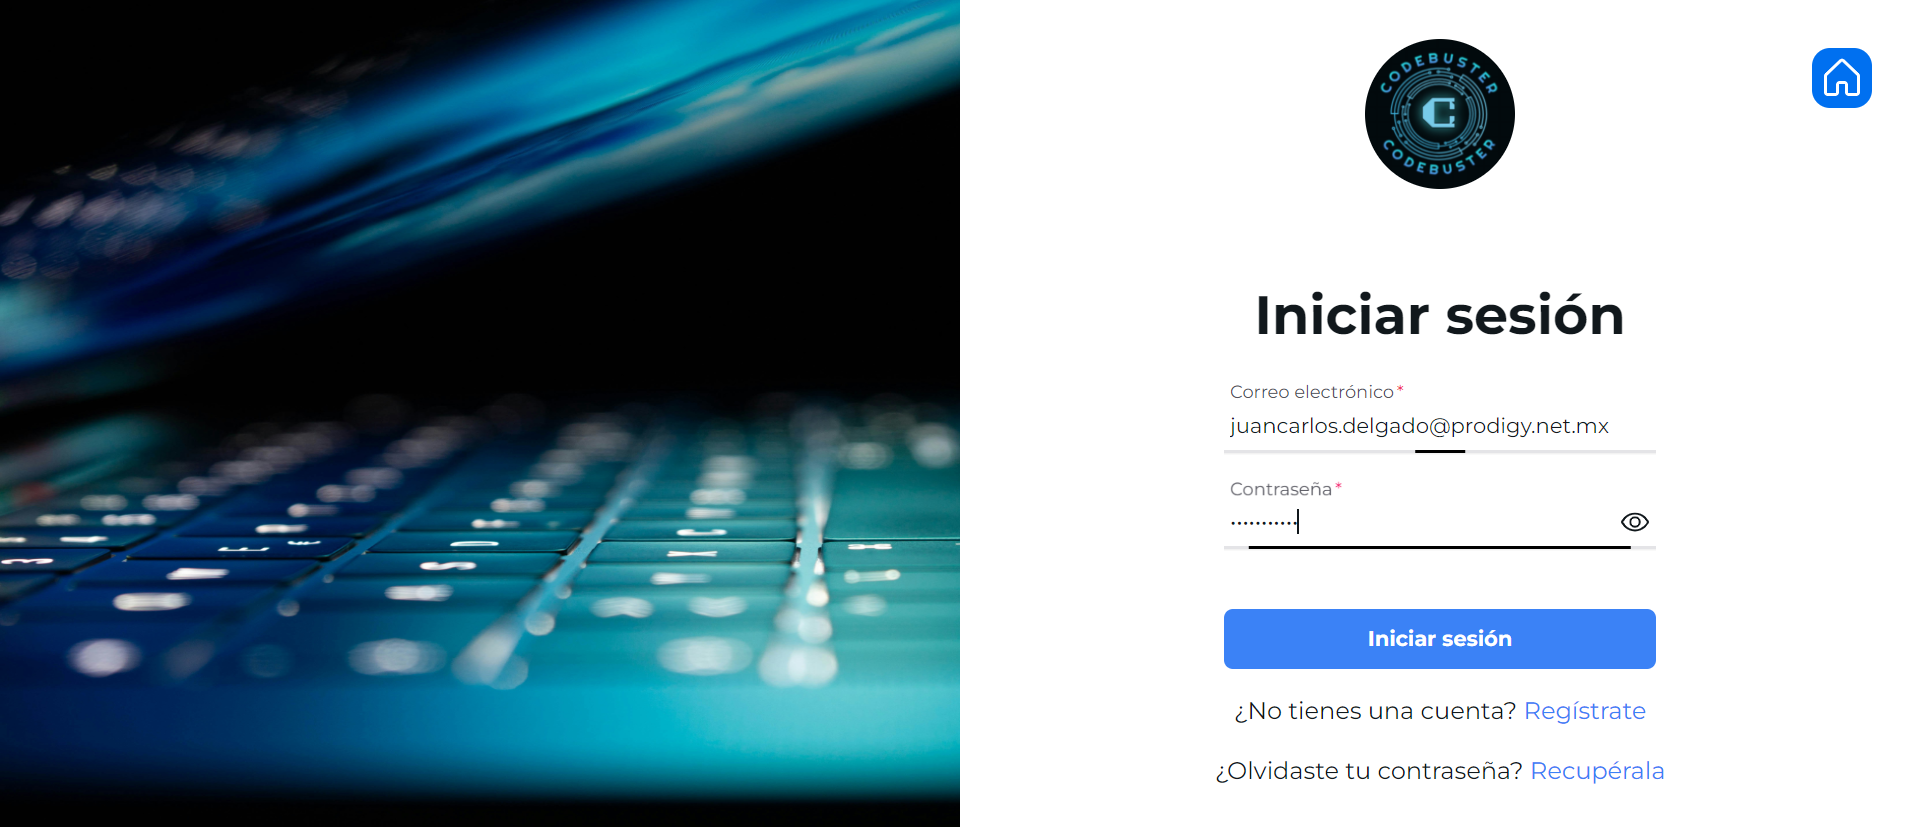 CODEBUSTER
C
CODEBUSTER
Iniciar sesión
Correo electrónico*
juancarlos.delgado@prodigy.net.mx
Contraseña*
•••••••••••
Iniciar sesión
¿No tienes una cuenta? Regístrate
¿Olvidaste tu contraseña? Recupérala